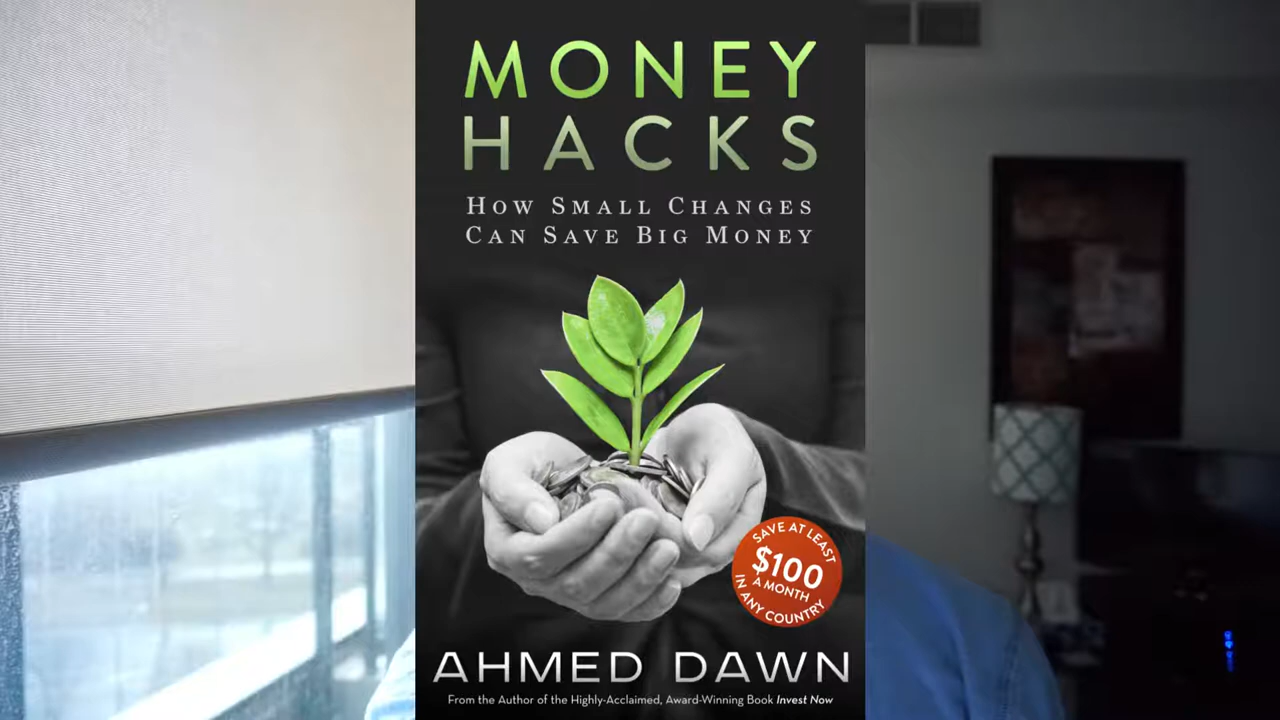 MONEY
HACKS
How Small Changes
Can Save Big Money
SAVE AT LEAST
$100
A MONTH
IN ANY COUNTRY
AHMED DAWN
From the Author of the Highly-Acclaimed, Award-Winning Book Invest Now